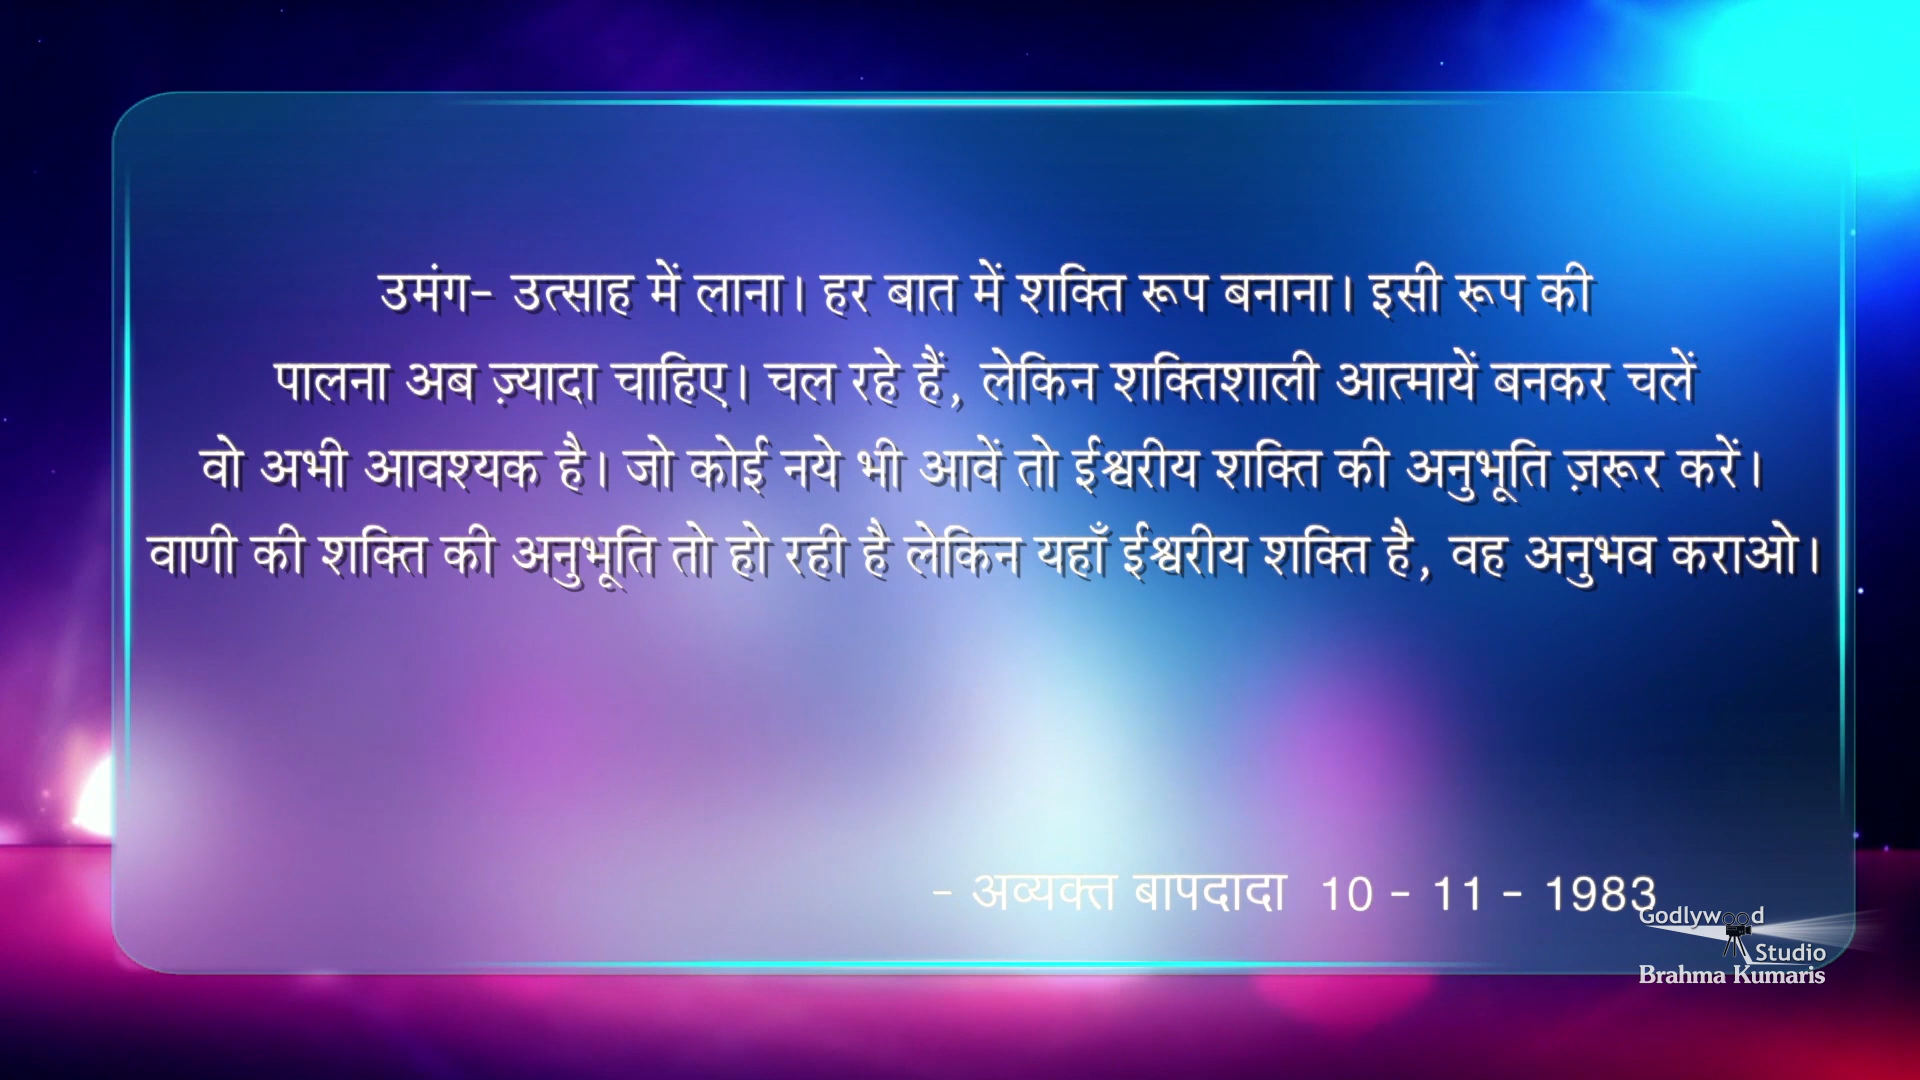 उमंग- उत्साह में लाना। हर बात में शक्ति रूप बनाना। इसी रूप की
पालना अब ज़्यादा चाहिए। चल रहे हैं, लेकिन शक्तिशाली आत्मायें बनकर चलें
वो अभी आवश्यक है। जो कोई नये भी आवें तो ईश्वरीय शक्ति की अनुभूति ज़रूर करें।
वाणी की शक्ति की अनुभूति तो हो रही है लेकिन यहाँ ईश्वरीय शक्ति है, वह अनुभव कराओ।
- अव्यक्त बापदादा 10 - 11 - 1983
Godlywood
Studio
Brahma Kumaris